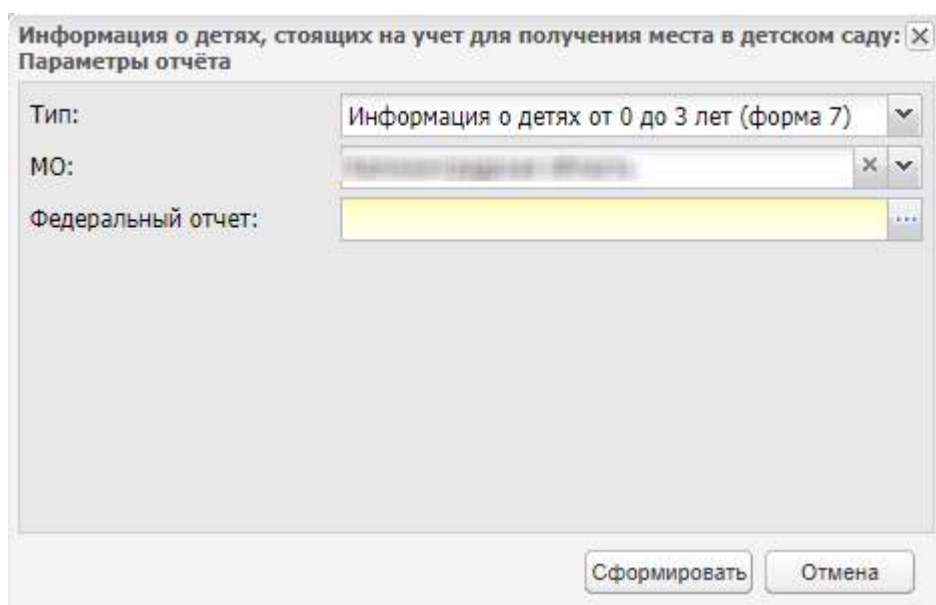 Информация о детях, стоящих на учет для получения места в детском саду:
Параметры отчёта
Тип:
Информация о детях от 0 до 3 лет (форма 7)
МО:
Федеральный отчет:
Сформировать
Отмена